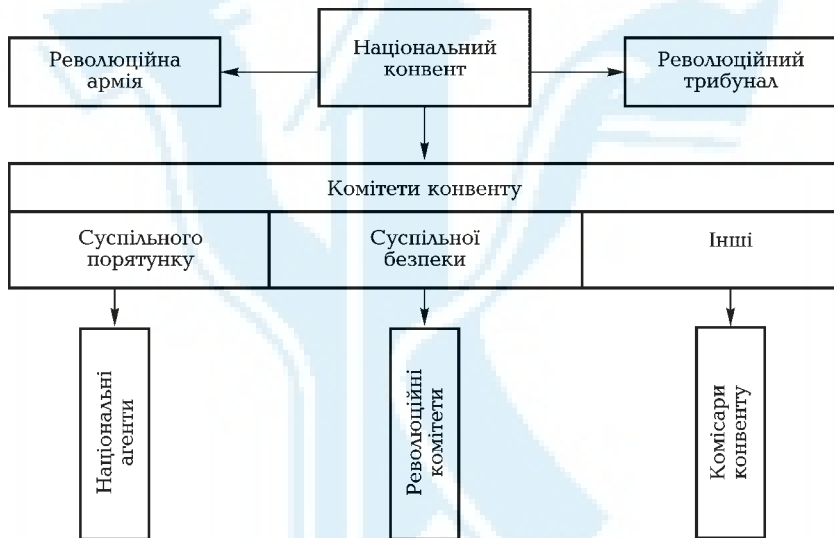 Революційна
армія
Національний
конвент
Революційний
трибунал
Комітети конвенту
Суспільного
порятунку
Суспільної
безпеки
Інші
Національні
агенти
Революційні
комітети
Комісари
конвенту